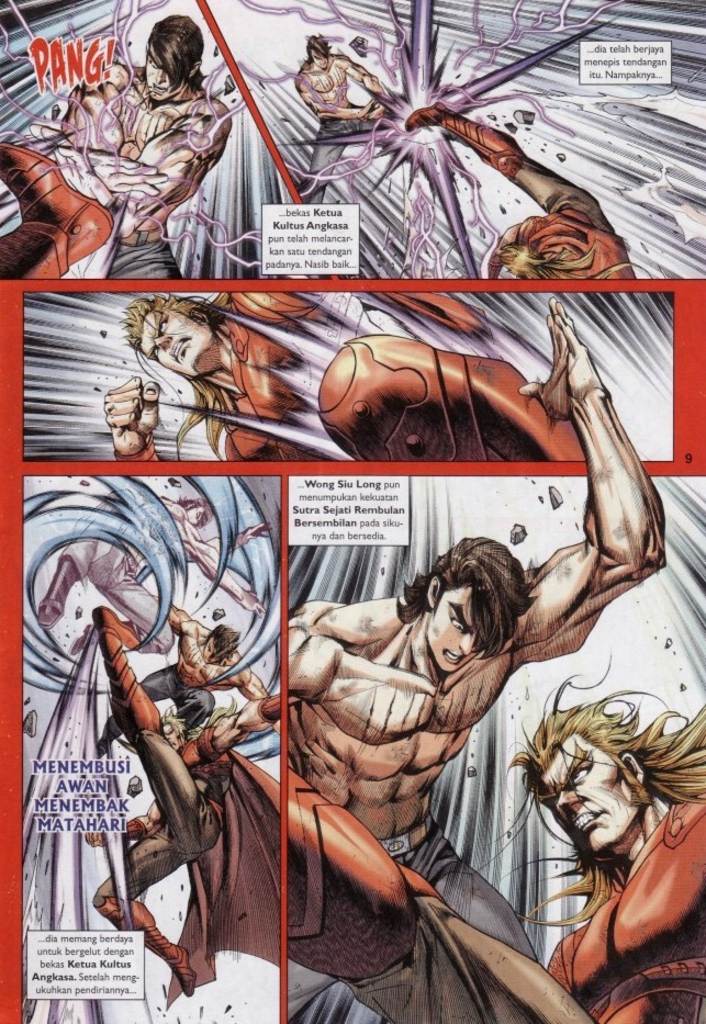 PANG!
...dia telah berjaya
menepis tendangan
itu. Nampaknya...
...bekas Ketua
Kultus Angkasa
pun telah melancar-
kan satu tendangan
padanya. Nasib baik...
9
...Wong Siu Long pun
menumpukan kekuatan
Sutra Sejati Rembulan
Bersembilan pada siku-
nya dan bersedia.
MENEMBUSI
AWAN
MENEMBAK
MATAHARI
...dia memang berdaya
untuk bergelut dengan
bekas Ketua Kultus
Angkasa. Setelah meng-
ukuhkan pendiriannya...